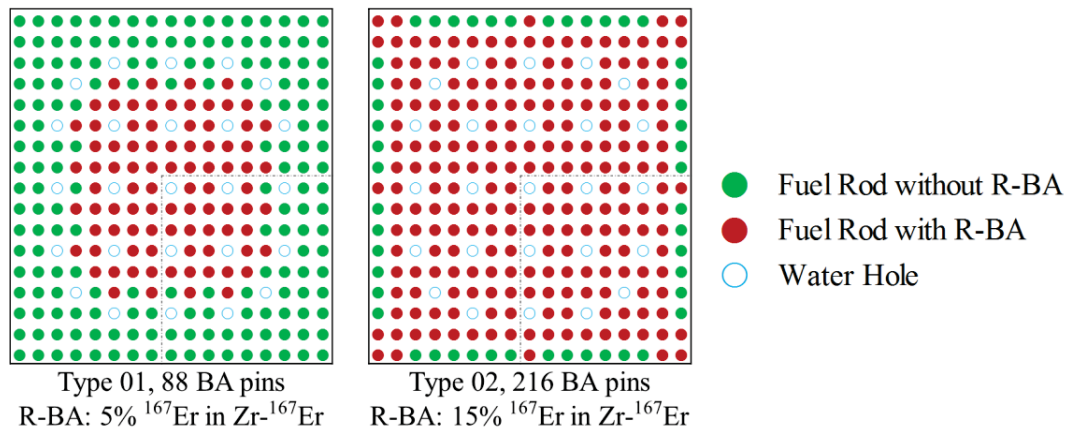 Type 01, 88 BA pins
R-BA: 5% ¹⁶⁷Er in Zr-¹⁶⁷Er
Type 02, 216 BA pins
R-BA: 15% ¹⁶⁷Er in Zr-¹⁶⁷Er
Fuel Rod without R-BA
Fuel Rod with R-BA
Water Hole